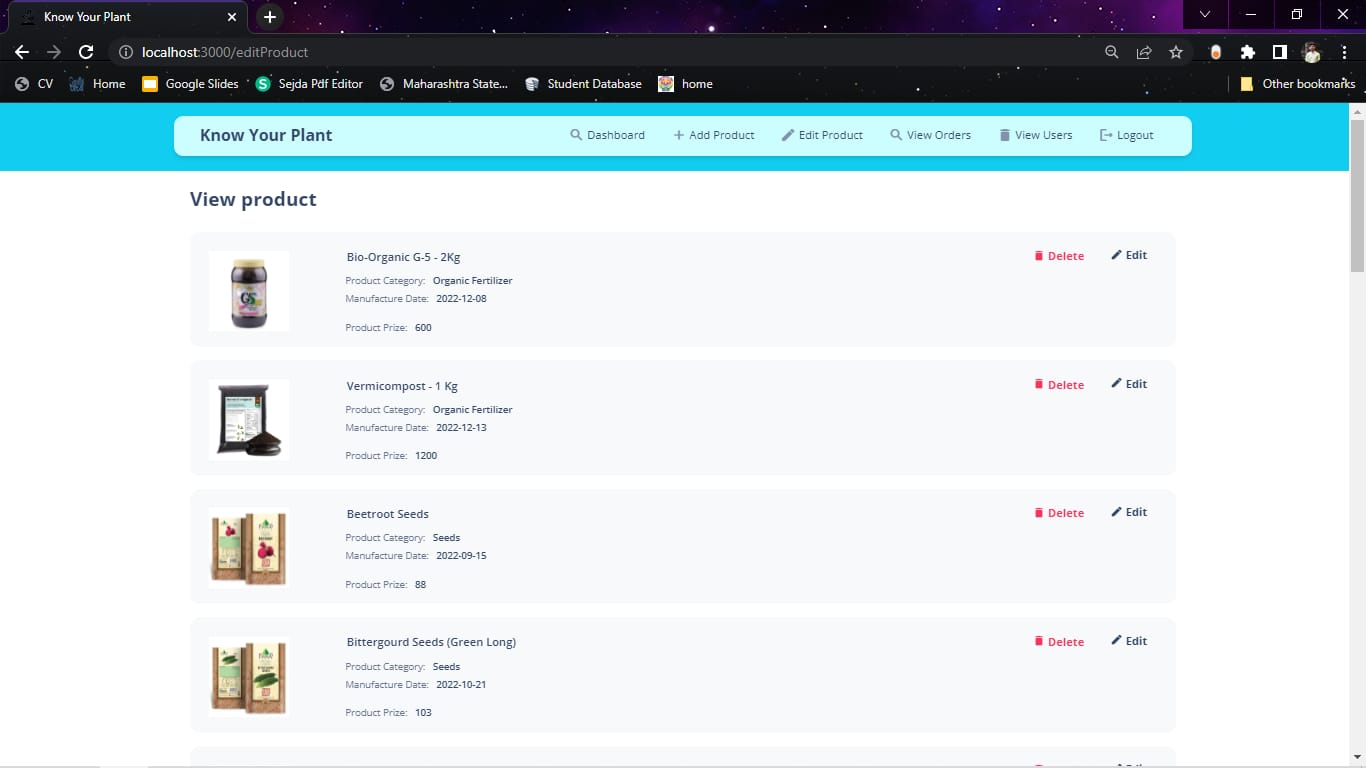 Know Your Plant
localhost:3000/editProduct
CV Home Google Slides Sejda Pdf Editor Maharashtra State... Student Database home Other bookmarks
Know Your Plant Dashboard Add Product Edit Product View Orders View Users Logout
View product
Bio-Organic G-5 - 2Kg Delete Edit
Product Category: Organic Fertilizer
Manufacture Date: 2022-12-08
Product Prize: 600
Vermicompost - 1 Kg Delete Edit
Product Category: Organic Fertilizer
Manufacture Date: 2022-12-13
Product Prize: 1200
Beetroot Seeds Delete Edit
Product Category: Seeds
Manufacture Date: 2022-09-15
Product Prize: 88
Bittergourd Seeds (Green Long) Delete Edit
Product Category: Seeds
Manufacture Date: 2022-10-21
Product Prize: 103